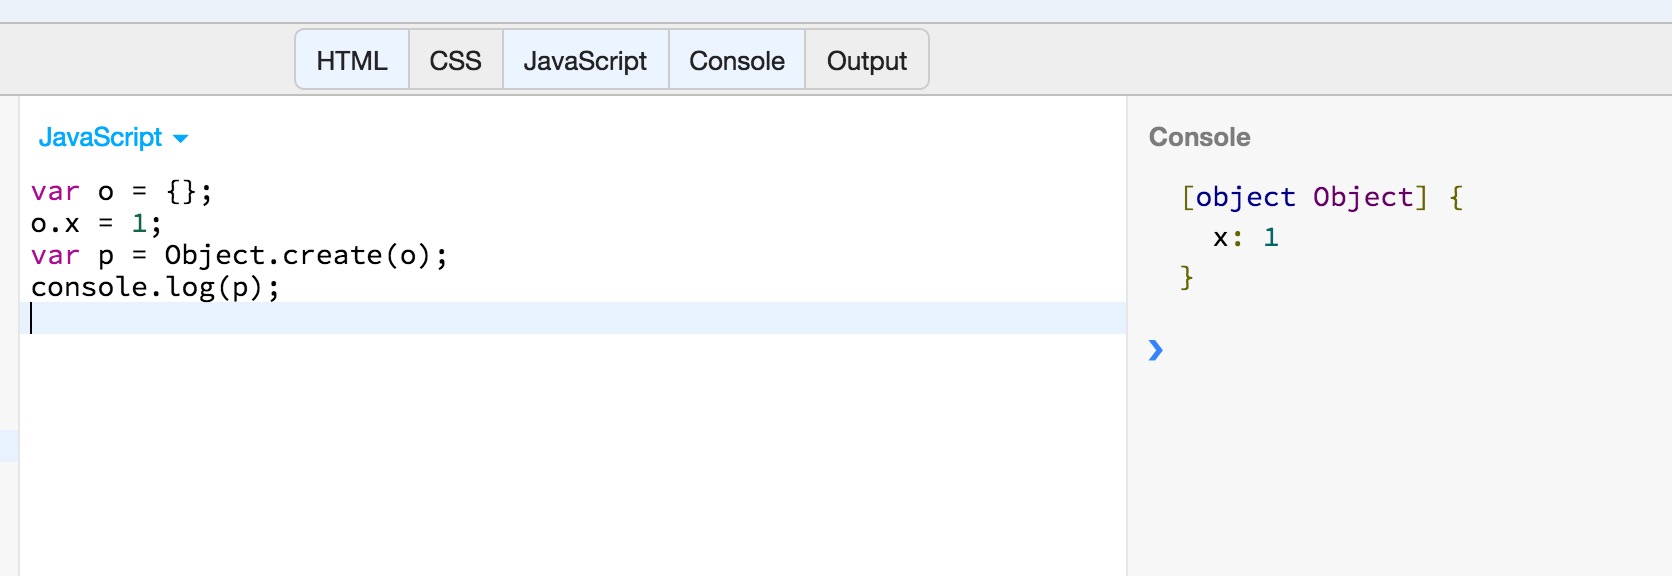 HTML CSS JavaScript Console Output
JavaScript
var o = {};
o.x = 1;
var p = Object.create(o);
console.log(p);
Console
[object Object] {
  x: 1
}